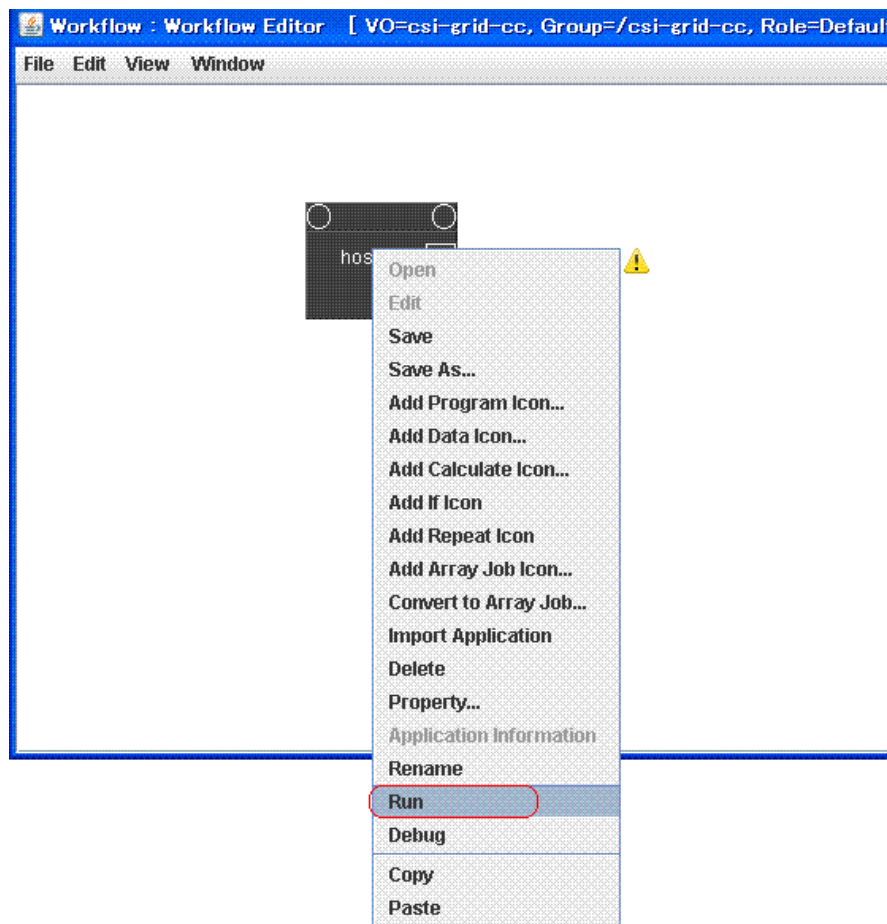 Workflow : Workflow Editor [ VO=csi-grid-cc, Group=/csi-grid-cc, Role=Defaul
File Edit View Window
hos
Open
Edit
Save
Save As...
Add Program Icon...
Add Data Icon...
Add Calculate Icon...
Add If Icon
Add Repeat Icon
Add Array Job Icon...
Convert to Array Job...
Import Application
Delete
Property...
Application Information
Rename
Run
Debug
Copy
Paste